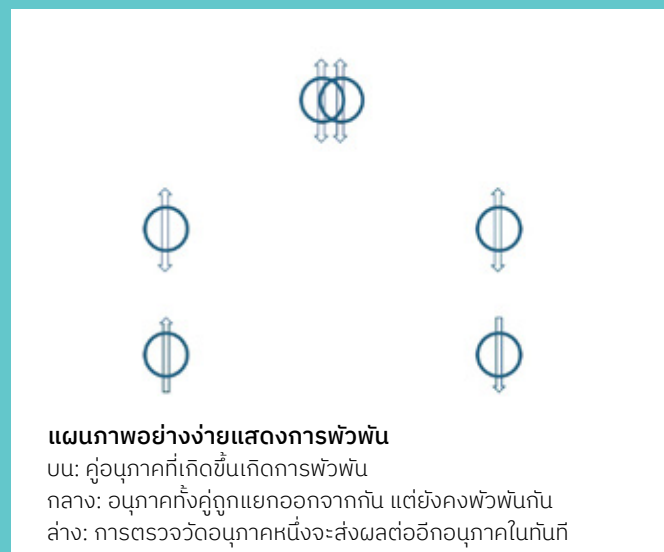 แผนภาพอย่างง่ายแสดงการพัวพัน
บน: คู่อนุภาคที่เกิดขึ้นเกิดการพัวพัน
กลาง: อนุภาคทั้งคู่ถูกแยกออกจากกัน แต่ยังคงพัวพันกัน
ล่าง: การตรวจวัดอนุภาคหนึ่งจะส่งผลต่ออีกอนุภาคในทันที